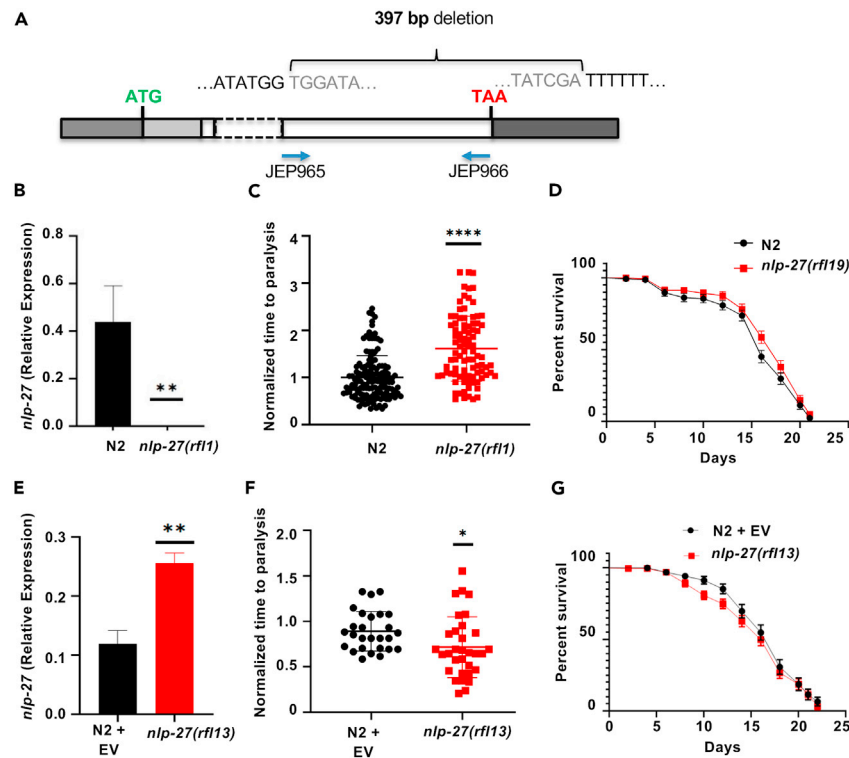 A
397 bp deletion
…ATATGG TGGATA… …TATCGA TTTTTT…
ATG
TAA
JEP965
JEP966
B
nlp-27 (Relative Expression)
0.8
0.6
0.4
0.2
0.0
**
N2
nlp-27(rfl1)
C
Normalized time to paralysis
4
3
2
1
0
****
N2
nlp-27(rfl1)
D
N2
nlp-27(rfl19)
Percent survival
100
50
0
0 5 10 15 20 25
Days
E
nlp-27 (Relative Expression)
0.3
0.2
0.1
0.0
**
N2 +
EV
nlp-27(rfl13)
F
Normalized time to paralysis
2.0
1.5
1.0
0.5
0.0
*
N2 +
EV
nlp-27(rfl13)
G
N2 + EV
nlp-27(rfl13)
Percent survival
100
50
0
0 5 10 15 20 25
Days